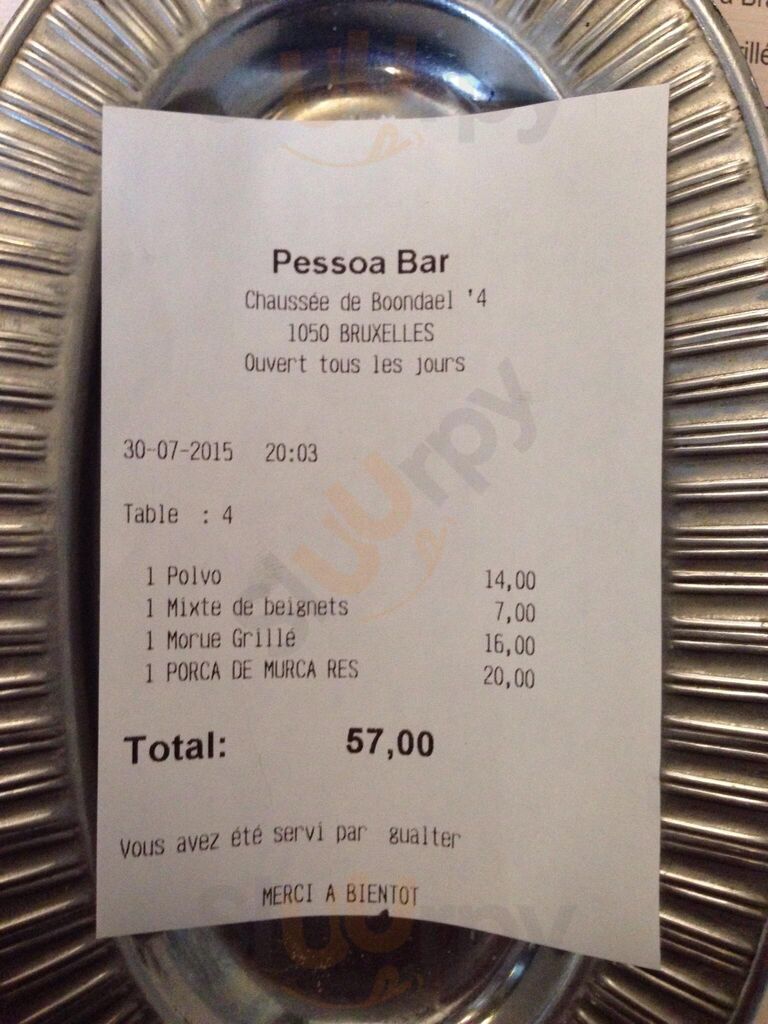 Pessoa Bar
Chaussée de Boondael '4
1050 BRUXELLES
Ouvert tous les jours
30-07-2015 20:03
Table : 4
1 Polvo 14,00
1 Mixte de beignets 7,00
1 Morue Grillé 16,00
1 PORCA DE MURCA RES 20,00
Total: 57,00
Vous avez été servi par gualter
MERCI A BIENTOT
sluurpy